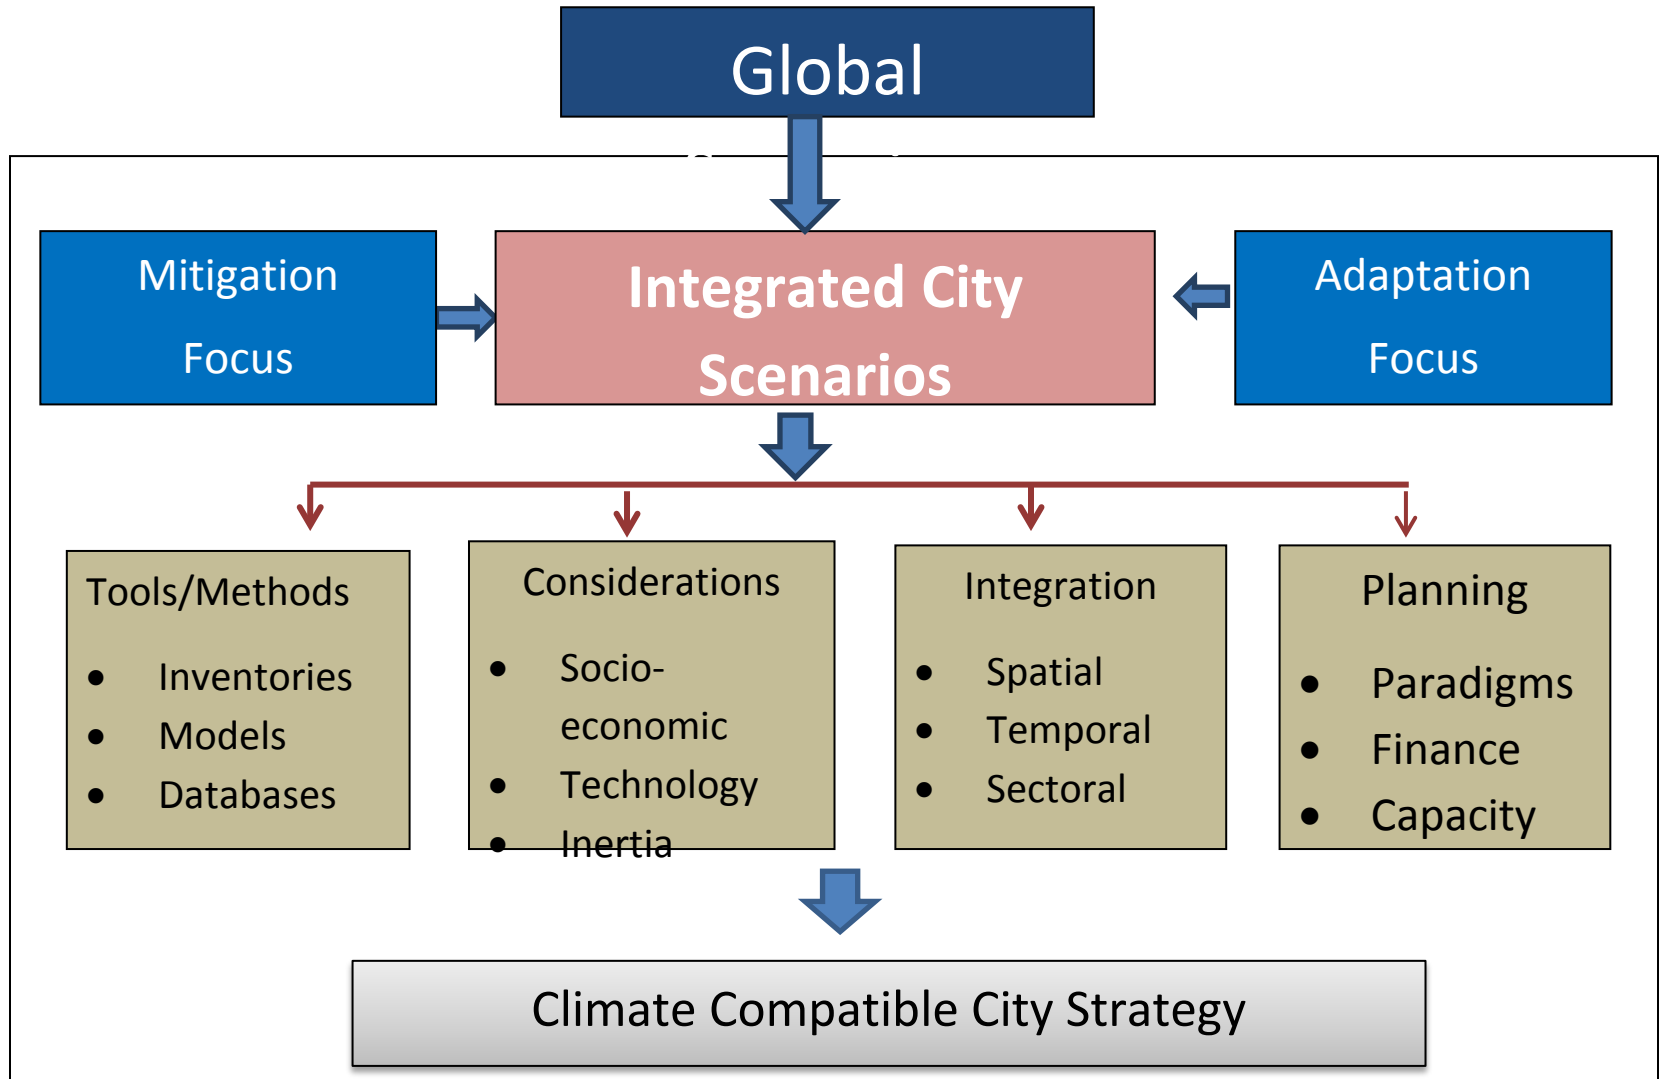 Global
Mitigation
Focus
Integrated City
Scenarios
Adaptation
Focus
Tools/Methods
• Inventories
• Models
• Databases
Considerations
• Socio-
economic
• Technology
• Inertia
Integration
• Spatial
• Temporal
• Sectoral
Planning
• Paradigms
• Finance
• Capacity
Climate Compatible City Strategy